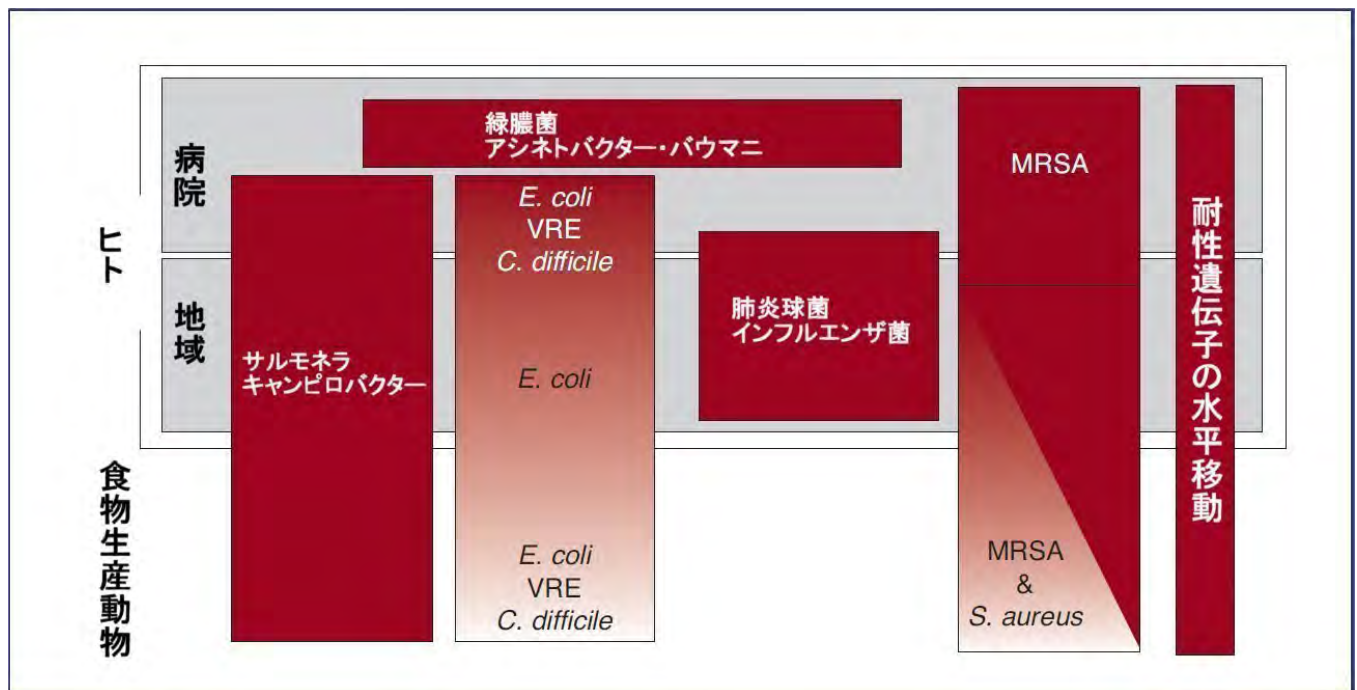 ヒト
病院
地域
食物生産動物
緑膿菌
アシネトバクター・バウマニ
サルモネラ
キャンピロバクター
E. coli
VRE
C. difficile
E. coli
E. coli
VRE
C. difficile
肺炎球菌
インフルエンザ菌
MRSA
MRSA
&
S. aureus
耐性遺伝子の水平移動